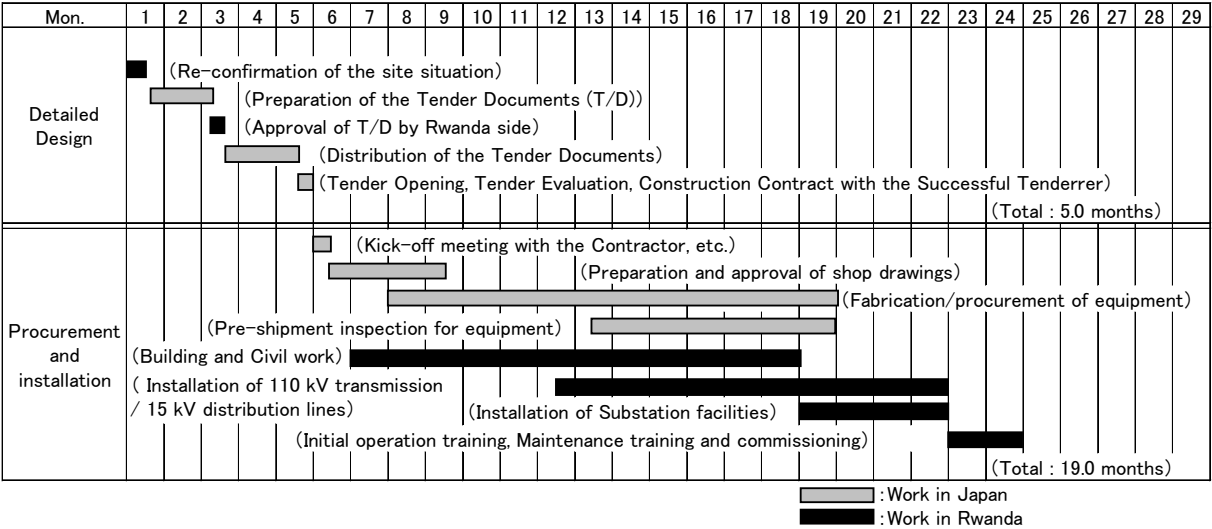 Mon. 1 2 3 4 5 6 7 8 9 10 11 12 13 14 15 16 17 18 19 20 21 22 23 24 25 26 27 28 29
Detailed
Design
(Re-confirmation of the site situation)
(Preparation of the Tender Documents (T/D))
(Approval of T/D by Rwanda side)
(Distribution of the Tender Documents)
(Tender Opening, Tender Evaluation, Construction Contract with the Successful Tenderrer)
(Total : 5.0 months)
Procurement
and
installation
(Kick-off meeting with the Contractor, etc.)
(Preparation and approval of shop drawings)
(Fabrication/procurement of equipment)
(Pre-shipment inspection for equipment)
(Building and Civil work)
( Installation of 110 kV transmission
/ 15 kV distribution lines)
(Installation of Substation facilities)
(Initial operation training, Maintenance training and commissioning)
(Total : 19.0 months)
:Work in Japan
:Work in Rwanda